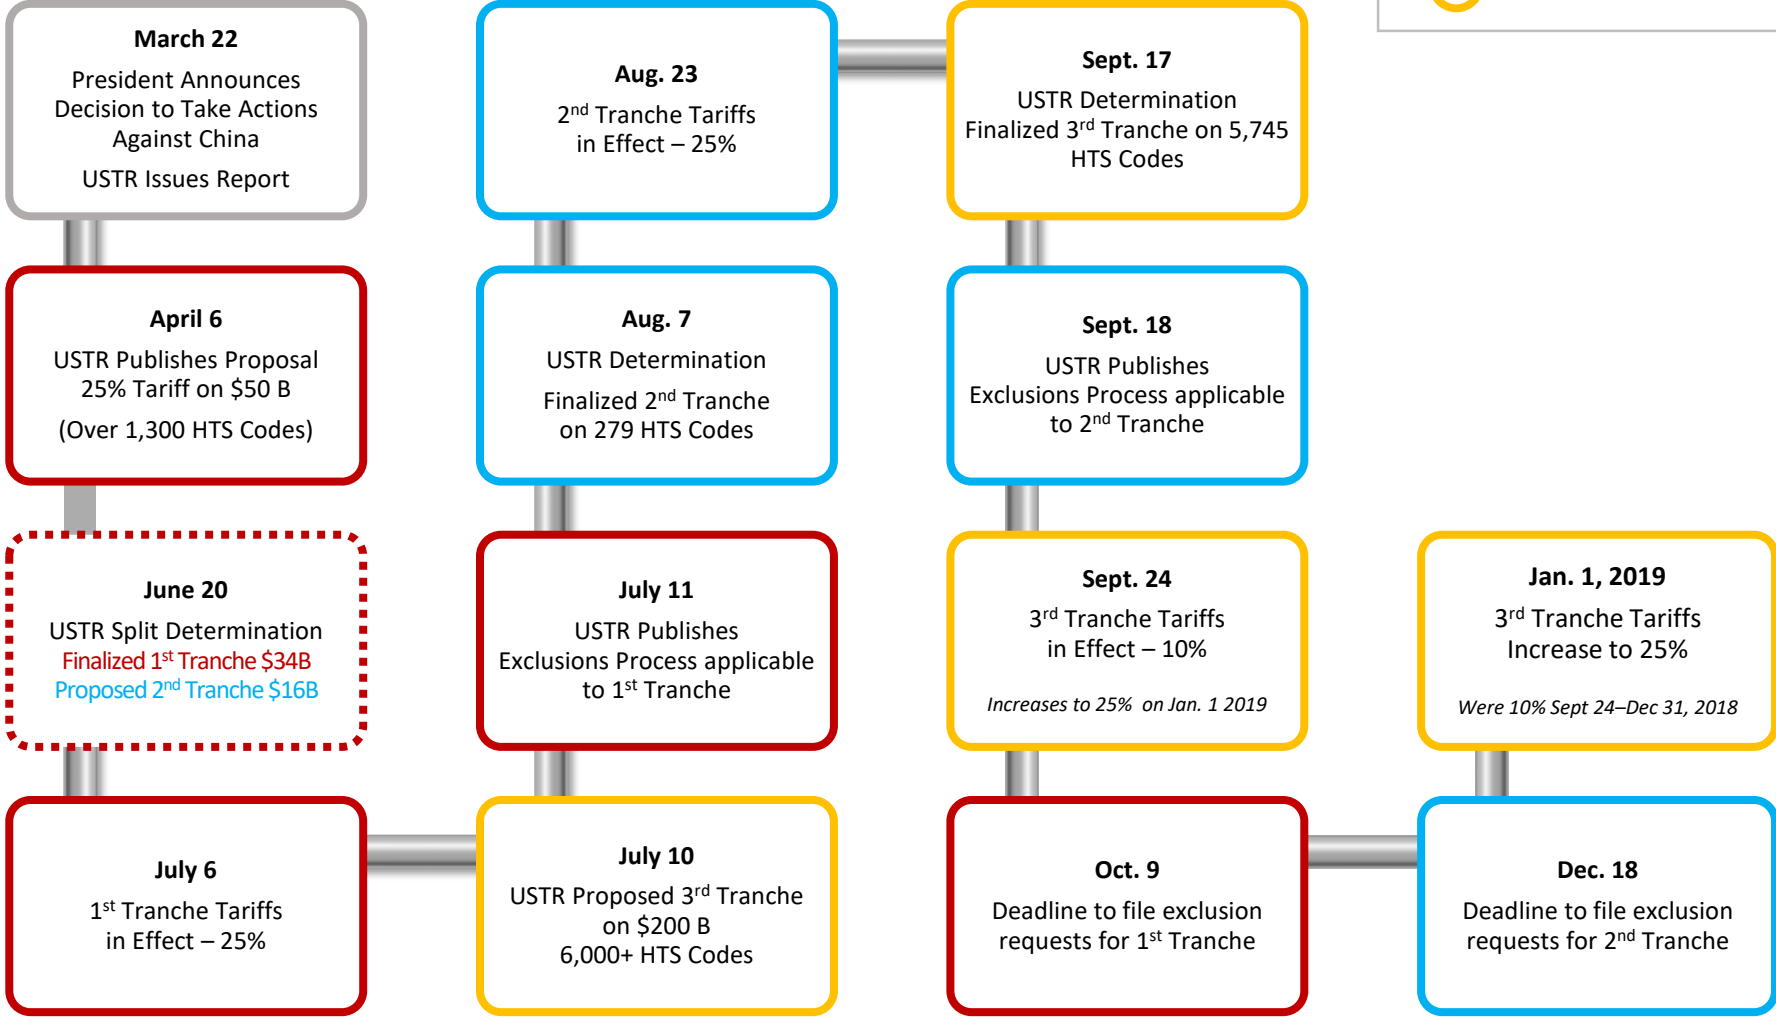 March 22
President Announces
Decision to Take Actions
Against China
USTR Issues Report
April 6
USTR Publishes Proposal
25% Tariff on $50 B
(Over 1,300 HTS Codes)
June 20
USTR Split Determination
Finalized 1st Tranche $34B
Proposed 2nd Tranche $16B
July 6
1st Tranche Tariffs
in Effect – 25%
July 10
USTR Proposed 3rd Tranche
on $200 B
6,000+ HTS Codes
July 11
USTR Publishes
Exclusions Process applicable
to 1st Tranche
Aug. 7
USTR Determination
Finalized 2nd Tranche
on 279 HTS Codes
Aug. 23
2nd Tranche Tariffs
in Effect – 25%
Sept. 17
USTR Determination
Finalized 3rd Tranche on 5,745
HTS Codes
Sept. 18
USTR Publishes
Exclusions Process applicable
to 2nd Tranche
Sept. 24
3rd Tranche Tariffs
in Effect – 10%
Increases to 25% on Jan. 1 2019
Oct. 9
Deadline to file exclusion
requests for 1st Tranche
Dec. 18
Deadline to file exclusion
requests for 2nd Tranche
Jan. 1, 2019
3rd Tranche Tariffs
Increase to 25%
Were 10% Sept 24–Dec 31, 2018